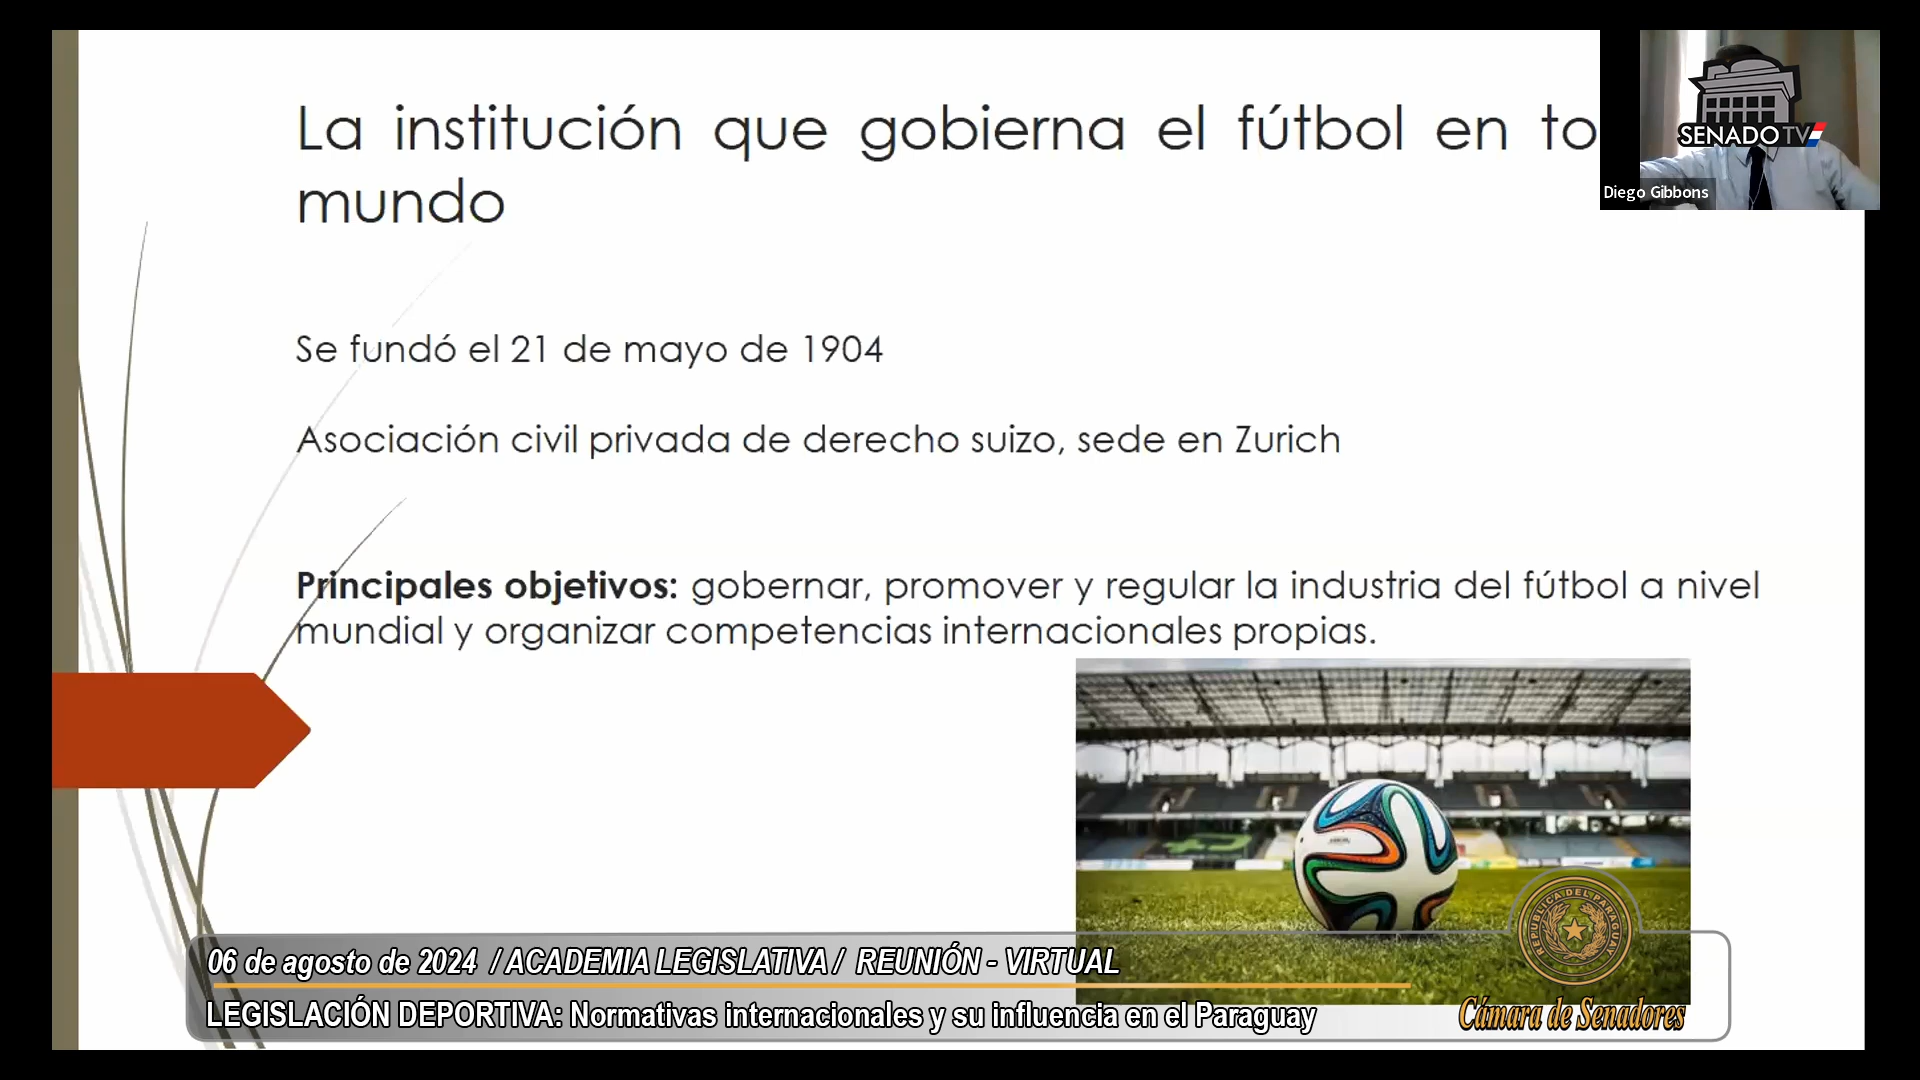 La institución que gobierna el fútbol en to
mundo
SENADO TV
Diego Gibbons
Se fundó el 21 de mayo de 1904
Asociación civil privada de derecho suizo, sede en Zurich
Principales objetivos: gobernar, promover y regular la industria del fútbol a nivel
mundial y organizar competencias internacionales propias.
REPUBLICA DEL PARAGUAY
06 de agosto de 2024 / ACADEMIA LEGISLATIVA / REUNIÓN - VIRTUAL
LEGISLACIÓN DEPORTIVA: Normativas internacionales y su influencia en el Paraguay
Cámara de Senadores